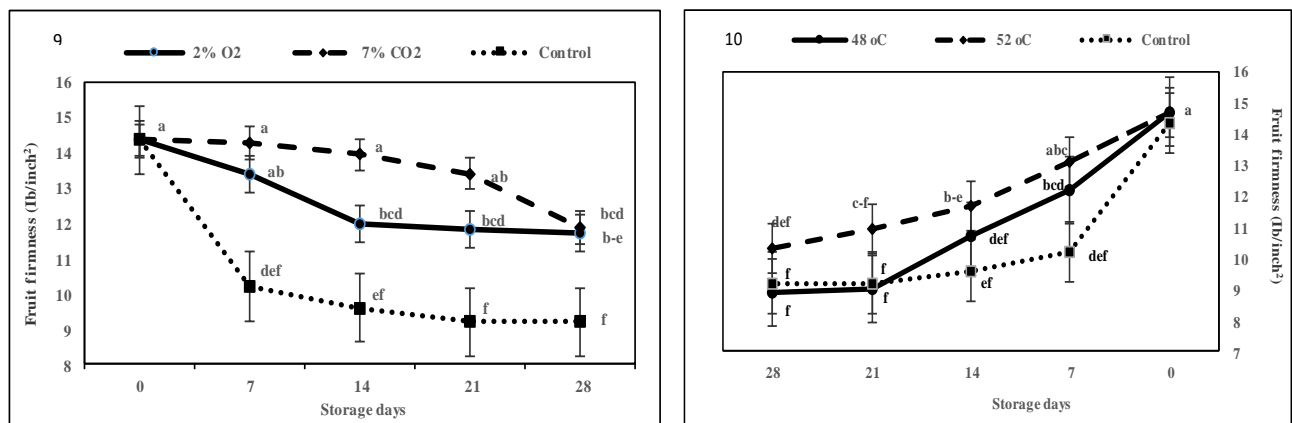 9
2% O2 7% CO2 Control
16
15
14
13
12
11
10
9
8
Fruit firmness (Ib/inch²)
a
a
a
ab
ab
bcd
bcd
bcd
b-e
def
ef
f
f
0 7 14 21 28
Storage days
10
48 oC 52 oC Control
16
15
14
13
12
11
10
9
8
7
Fruit firmness (Ib/inch²)
a
abc
bcd
b-e
c-f
def
def
def
ef
f
f
f
f
28 21 14 7 0
Storage days